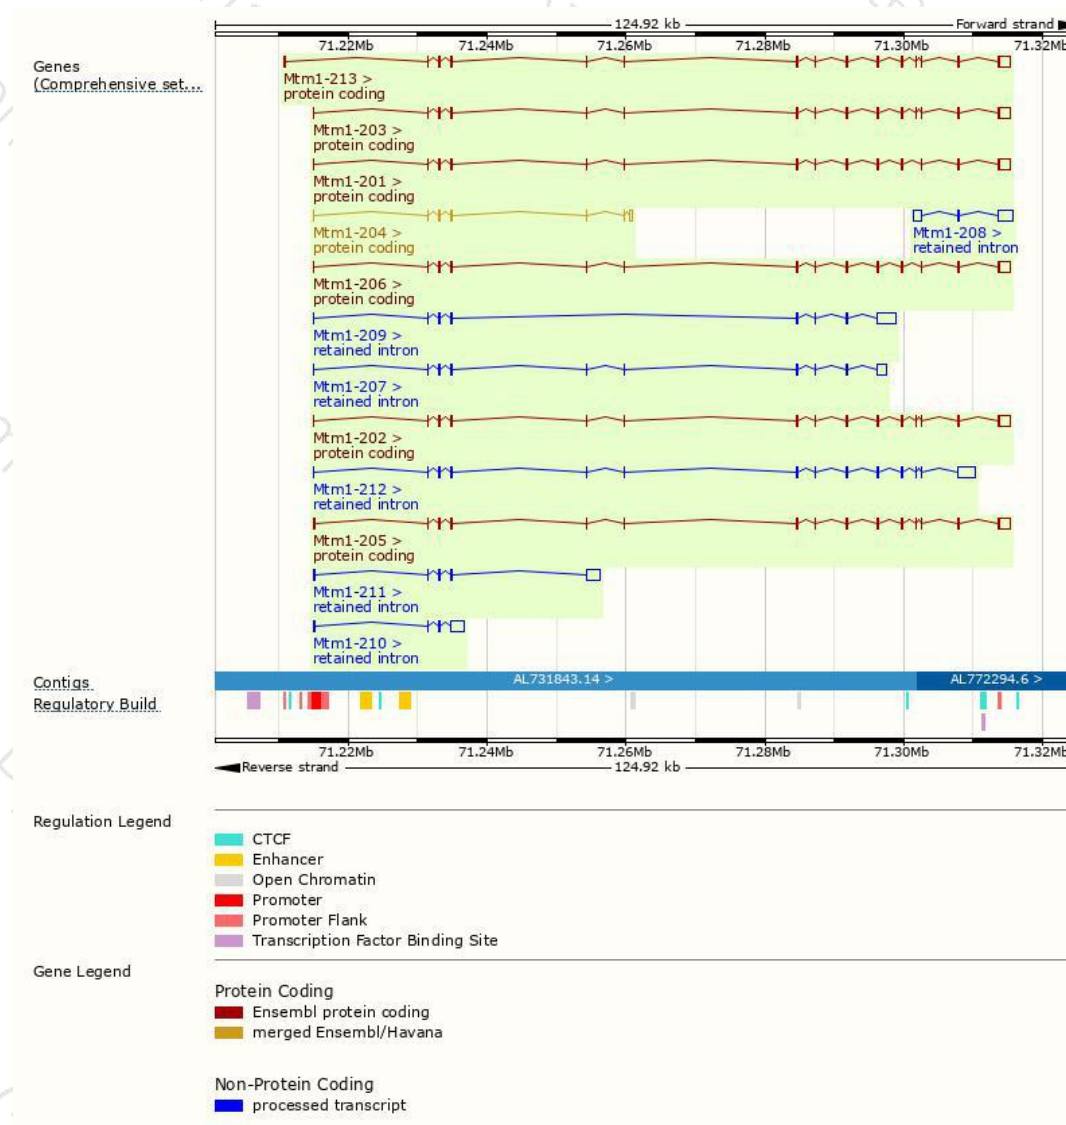 124.92 kb
Forward strand
71.22Mb 71.24Mb 71.26Mb 71.28Mb 71.30Mb 71.32Mb
Genes
(Comprehensive set...
Mtm1-213 >
protein coding
Mtm1-203 >
protein coding
Mtm1-201 >
protein coding
Mtm1-204 >
protein coding
Mtm1-208 >
retained intron
Mtm1-206 >
protein coding
Mtm1-209 >
retained intron
Mtm1-207 >
retained intron
Mtm1-202 >
protein coding
Mtm1-212 >
retained intron
Mtm1-205 >
protein coding
Mtm1-211 >
retained intron
Mtm1-210 >
retained intron
Contigs
AL731843.14 > AL772294.6 >
Regulatory Build
71.22Mb 71.24Mb 71.26Mb 71.28Mb 71.30Mb 71.32Mb
Reverse strand 124.92 kb
Regulation Legend
CTCF
Enhancer
Open Chromatin
Promoter
Promoter Flank
Transcription Factor Binding Site
Gene Legend
Protein Coding
Ensembl protein coding
merged Ensembl/Havana
Non-Protein Coding
processed transcript